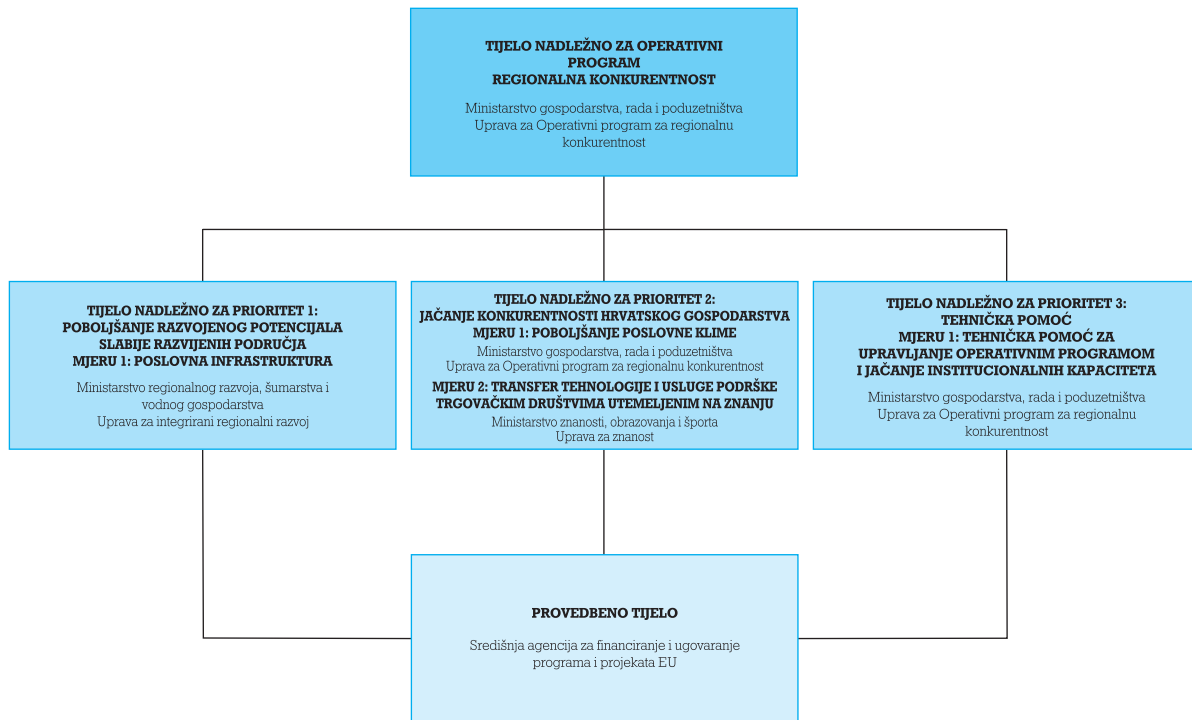 TIJELO NADLEŽNO ZA OPERATIVNI
PROGRAM
REGIONALNA KONKURENTNOST
Ministarstvo gospodarstva, rada i poduzetništva
Uprava za Operativni program za regionalnu
konkurentnost
TIJELO NADLEŽNO ZA PRIORITET 1:
POBOLJŠANJE RAZVOJENOG POTENCIJALA
SLABIJE RAZVIJENIH PODRUČJA
MJERU 1: POSLOVNA INFRASTRUKTURA
Ministarstvo regionalnog razvoja, šumarstva i
vodnog gospodarstva
Uprava za integrirani regionalni razvoj
TIJELO NADLEŽNO ZA PRIORITET 2:
JAČANJE KONKURENTNOSTI HRVATSKOG GOSPODARSTVA
MJERU 1: POBOLJŠANJE POSLOVNE KLIME
Ministarstvo gospodarstva, rada i poduzetništva
Uprava za Operativni program za regionalnu konkurentnost
MJERU 2: TRANSFER TEHNOLOGIJE I USLUGE PODRŠKE
TRGOVAČKIM DRUŠTVIMA UTEMELJENIM NA ZNANJU
Ministarstvo znanosti, obrazovanja i športa
Uprava za znanost
TIJELO NADLEŽNO ZA PRIORITET 3:
TEHNIČKA POMOĆ
MJERU 1: TEHNIČKA POMOĆ ZA
UPRAVLJANJE OPERATIVNIM PROGRAMOM
I JAČANJE INSTITUCIONALNIH KAPACITETA
Ministarstvo gospodarstva, rada i poduzetništva
Uprava za Operativni program za regionalnu
konkurentnost
PROVEDBENO TIJELO
Središnja agencija za financiranje i ugovaranje
programa i projekata EU